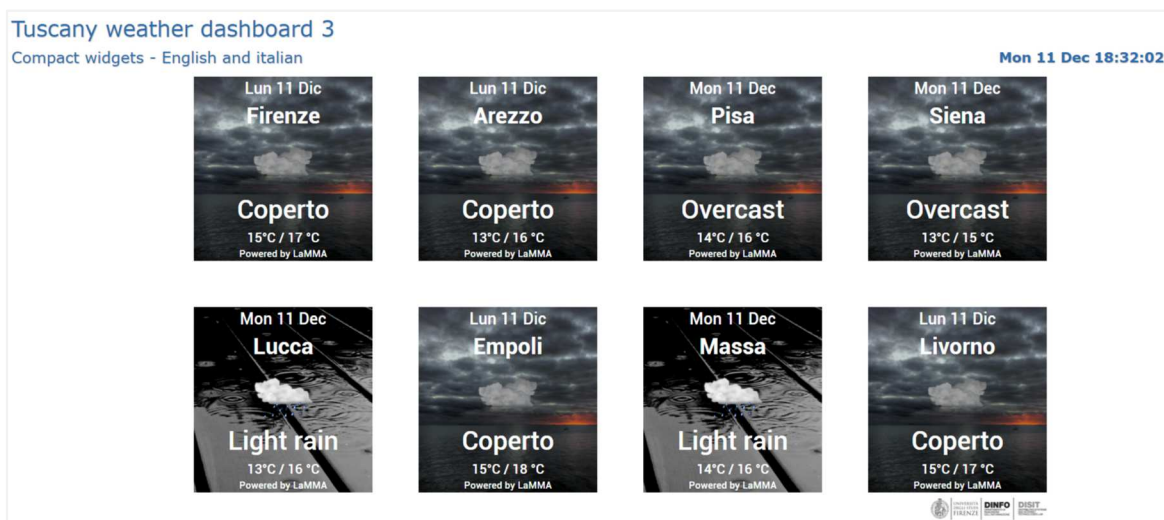 Tuscany weather dashboard 3
Compact widgets - English and italian
Mon 11 Dec 18:32:02
Lun 11 Dic
Firenze
Coperto
15°C / 17 °C
Powered by LaMMA
Lun 11 Dic
Arezzo
Coperto
13°C / 16 °C
Powered by LaMMA
Mon 11 Dec
Pisa
Overcast
14°C / 16 °C
Powered by LaMMA
Mon 11 Dec
Siena
Overcast
13°C / 15 °C
Powered by LaMMA
Mon 11 Dec
Lucca
Light rain
13°C / 16 °C
Powered by LaMMA
Lun 11 Dic
Empoli
Coperto
15°C / 18 °C
Powered by LaMMA
Mon 11 Dec
Massa
Light rain
14°C / 16 °C
Powered by LaMMA
Lun 11 Dic
Livorno
Coperto
15°C / 17 °C
Powered by LaMMA
UNIVERSITÀ
DEGLI STUDI
FIRENZE
DINFO
DISIT